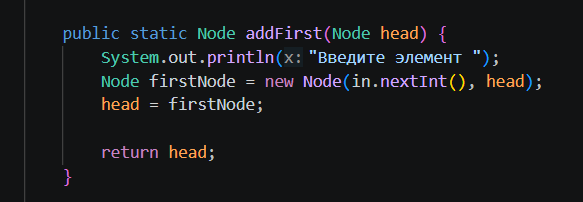 public static Node addFirst(Node head) {
System.out.println(x: "Введите элемент ");
Node firstNode = new Node(in.nextInt(), head);
head = firstNode;
return head;
}